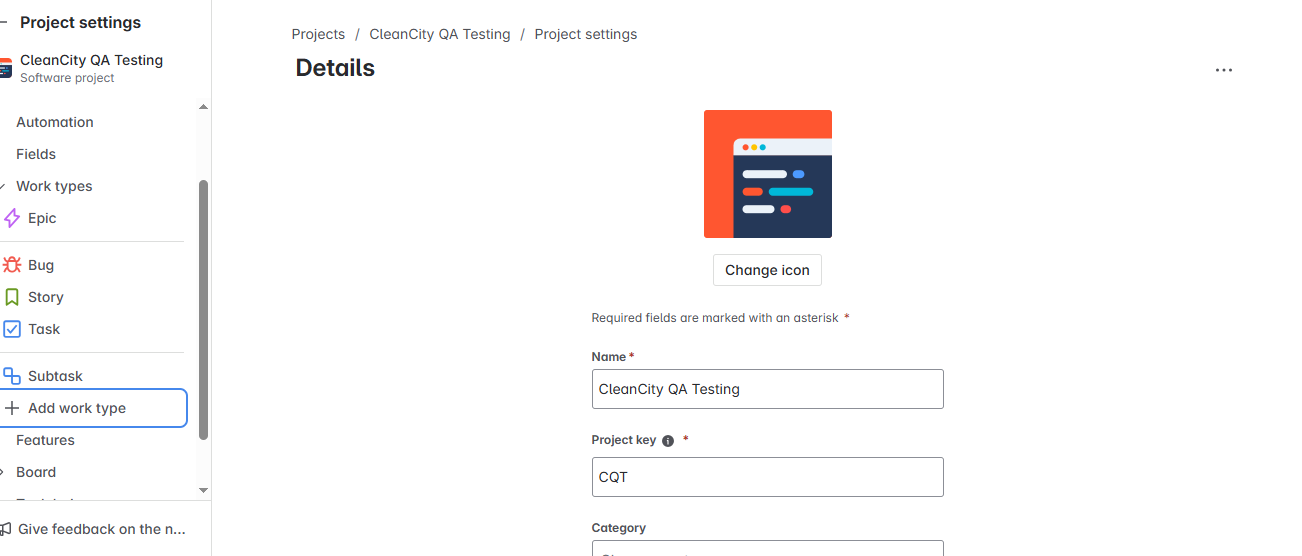 Project settings
CleanCity QA Testing
Software project
Automation
Fields
Work types
Epic
Bug
Story
Task
Subtask
Add work type
Features
Board
Give feedback on the n...
Projects / CleanCity QA Testing / Project settings
Details
Change icon
Required fields are marked with an asterisk *
Name *
CleanCity QA Testing
Project key *
CQT
Category